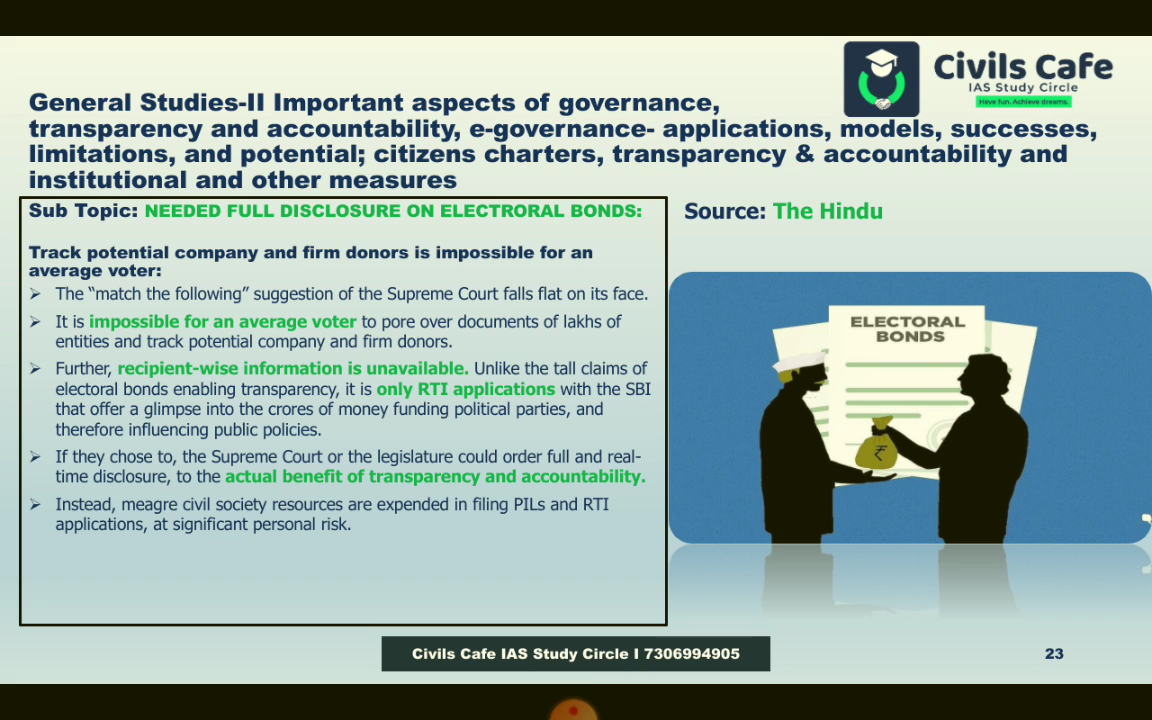 Civils Cafe
IAS Study Circle
Have fun. Achieve dreams.
General Studies-II Important aspects of governance,
transparency and accountability, e-governance- applications, models, successes,
limitations, and potential; citizens charters, transparency & accountability and
institutional and other measures
Sub Topic: NEEDED FULL DISCLOSURE ON ELECTRORAL BONDS:
Track potential company and firm donors is impossible for an
average voter:
The “match the following” suggestion of the Supreme Court falls flat on its face.
It is impossible for an average voter to pore over documents of lakhs of
entities and track potential company and firm donors.
Further, recipient-wise information is unavailable. Unlike the tall claims of
electoral bonds enabling transparency, it is only RTI applications with the SBI
that offer a glimpse into the crores of money funding political parties, and
therefore influencing public policies.
If they chose to, the Supreme Court or the legislature could order full and real-
time disclosure, to the actual benefit of transparency and accountability.
Instead, meagre civil society resources are expended in filing PILs and RTI
applications, at significant personal risk.
Source: The Hindu
ELECTORAL
BONDS
₹
Civils Cafe IAS Study Circle I 7306994905
23